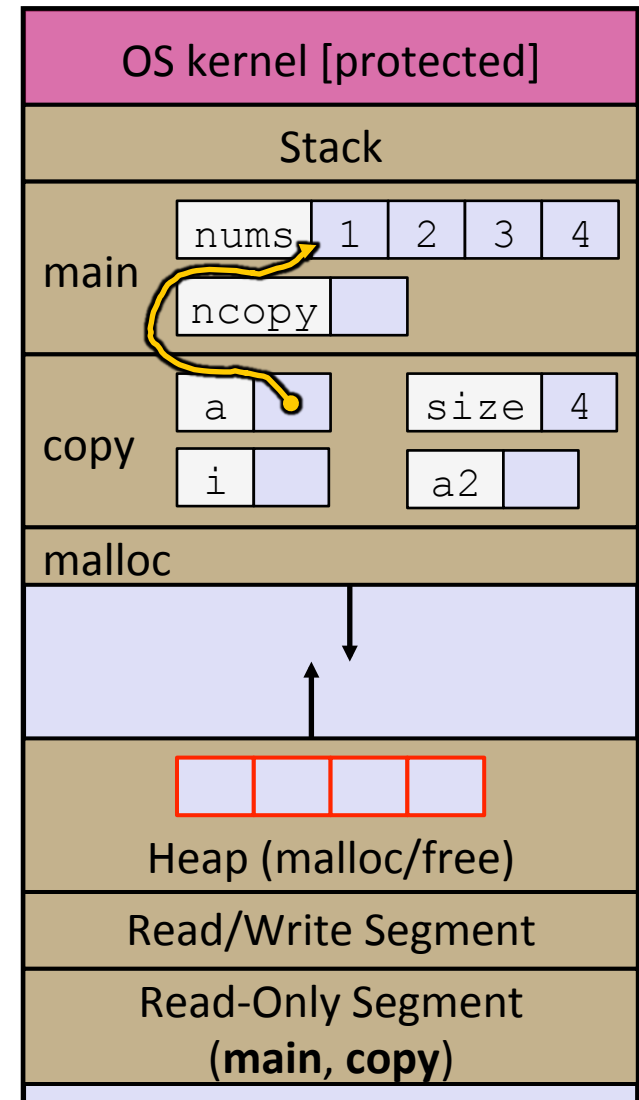 OS kernel [protected]
Stack
main
nums 1 2 3 4
ncopy
copy
a size 4
i a2
malloc
Heap (malloc/free)
Read/Write Segment
Read-Only Segment
(main, copy)